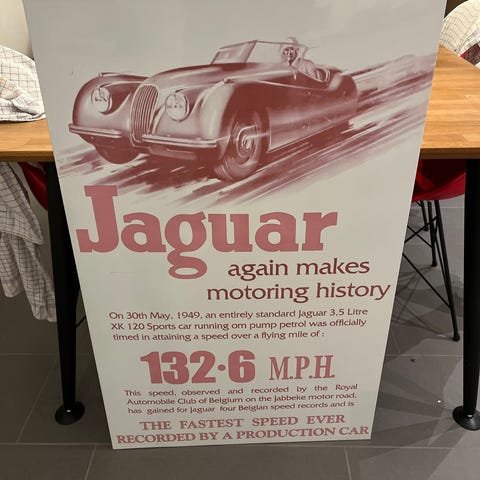 Jaguar
again makes
motoring history
On 30th May, 1949, an entirely standard Jaguar 3,5 Litre
XK 120 Sports car running om pump petrol was officially
timed in attaining a speed over a flying mile of :
132·6 M.P.H.
This speed, observed and recorded by the Royal
Automobile Club of Belgium on the Jabbeke motor road,
has gained for Jaguar four Belgian speed records and is
THE FASTEST SPEED EVER
RECORDED BY A PRODUCTION CAR